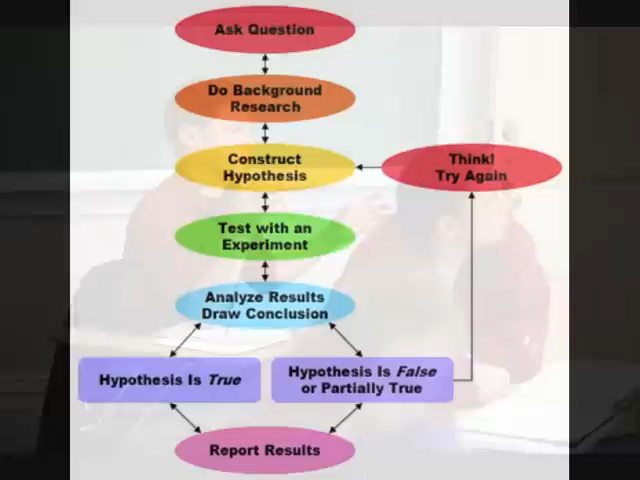 Ask Question
Do Background
Research
Construct
Hypothesis
Think!
Try Again
Test with an
Experiment
Analyze Results
Draw Conclusion
Hypothesis Is True
Hypothesis Is False
or Partially True
Report Results